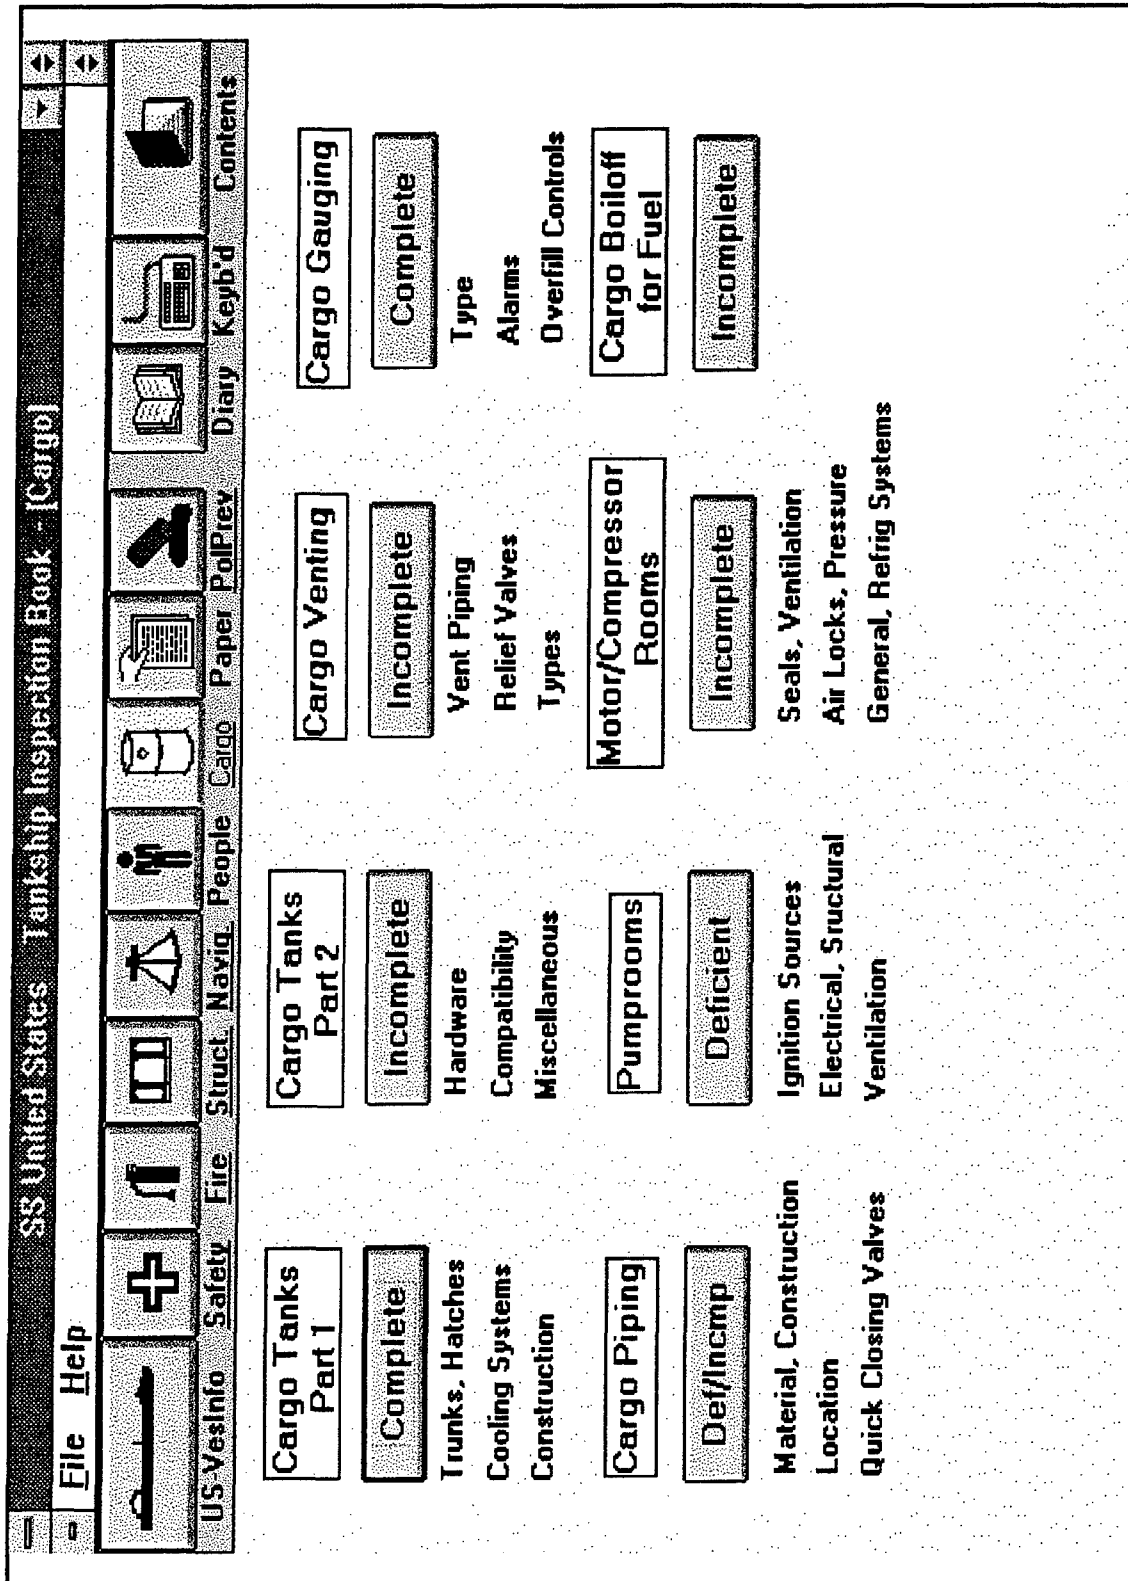 SS United States Tankship Inspection Book - [Cargo]
File Help
US-VesInfo Safety Fire Struct. Navig. People Cargo Paper PolPrev Diary Keyb'd Contents
Cargo Tanks
Part 1
Complete
Trunks, Hatches
Cooling Systems
Construction
Cargo Tanks
Part 2
Incomplete
Hardware
Compatibility
Miscellaneous
Cargo Venting
Incomplete
Vent Piping
Relief Valves
Types
Cargo Gauging
Complete
Type
Alarms
Overfill Controls
Cargo Piping
Def/Incmp
Material, Construction
Location
Quick Closing Valves
Pumprooms
Deficient
Ignition Sources
Electrical, Sructural
Ventilation
Motor/Compressor
Rooms
Incomplete
Seals, Ventilation
Air Locks, Pressure
General, Refrig Systems
Cargo Boiloff
for Fuel
Incomplete